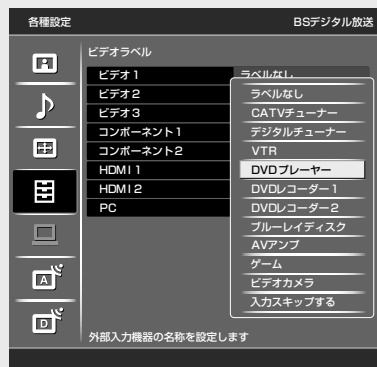 各種設定
BSデジタル放送
ビデオラベル
ビデオ1
ラベルなし
ビデオ2
ビデオ3
コンポーネント1
コンポーネント2
HDMI1
HDMI2
PC
ラベルなし
CATVチューナー
デジタルチューナー
VTR
DVDプレーヤー
DVDレコーダー1
DVDレコーダー2
ブルーレイディスク
AVアンプ
ゲーム
ビデオカメラ
入力スキップする
A
D
外部入力機器の名称を設定します